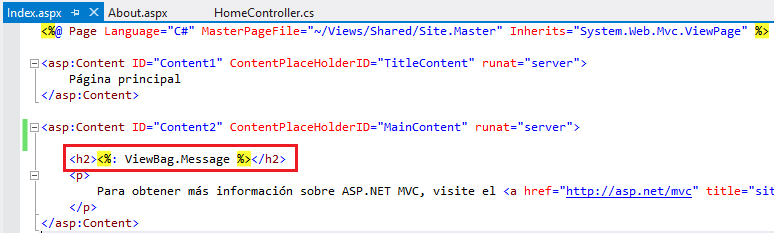 Index.aspx About.aspx HomeController.cs
<%@ Page Language="C#" MasterPageFile="~/Views/Shared/Site.Master" Inherits="System.Web.Mvc.ViewPage" %>
<asp:Content ID="Content1" ContentPlaceHolderID="TitleContent" runat="server">
Página principal
</asp:Content>
<asp:Content ID="Content2" ContentPlaceHolderID="MainContent" runat="server">
<h2><%: ViewBag.Message %></h2>
<p>
Para obtener más información sobre ASP.NET MVC, visite el <a href="http://asp.net/mvc" title="sit
</p>
</asp:Content>